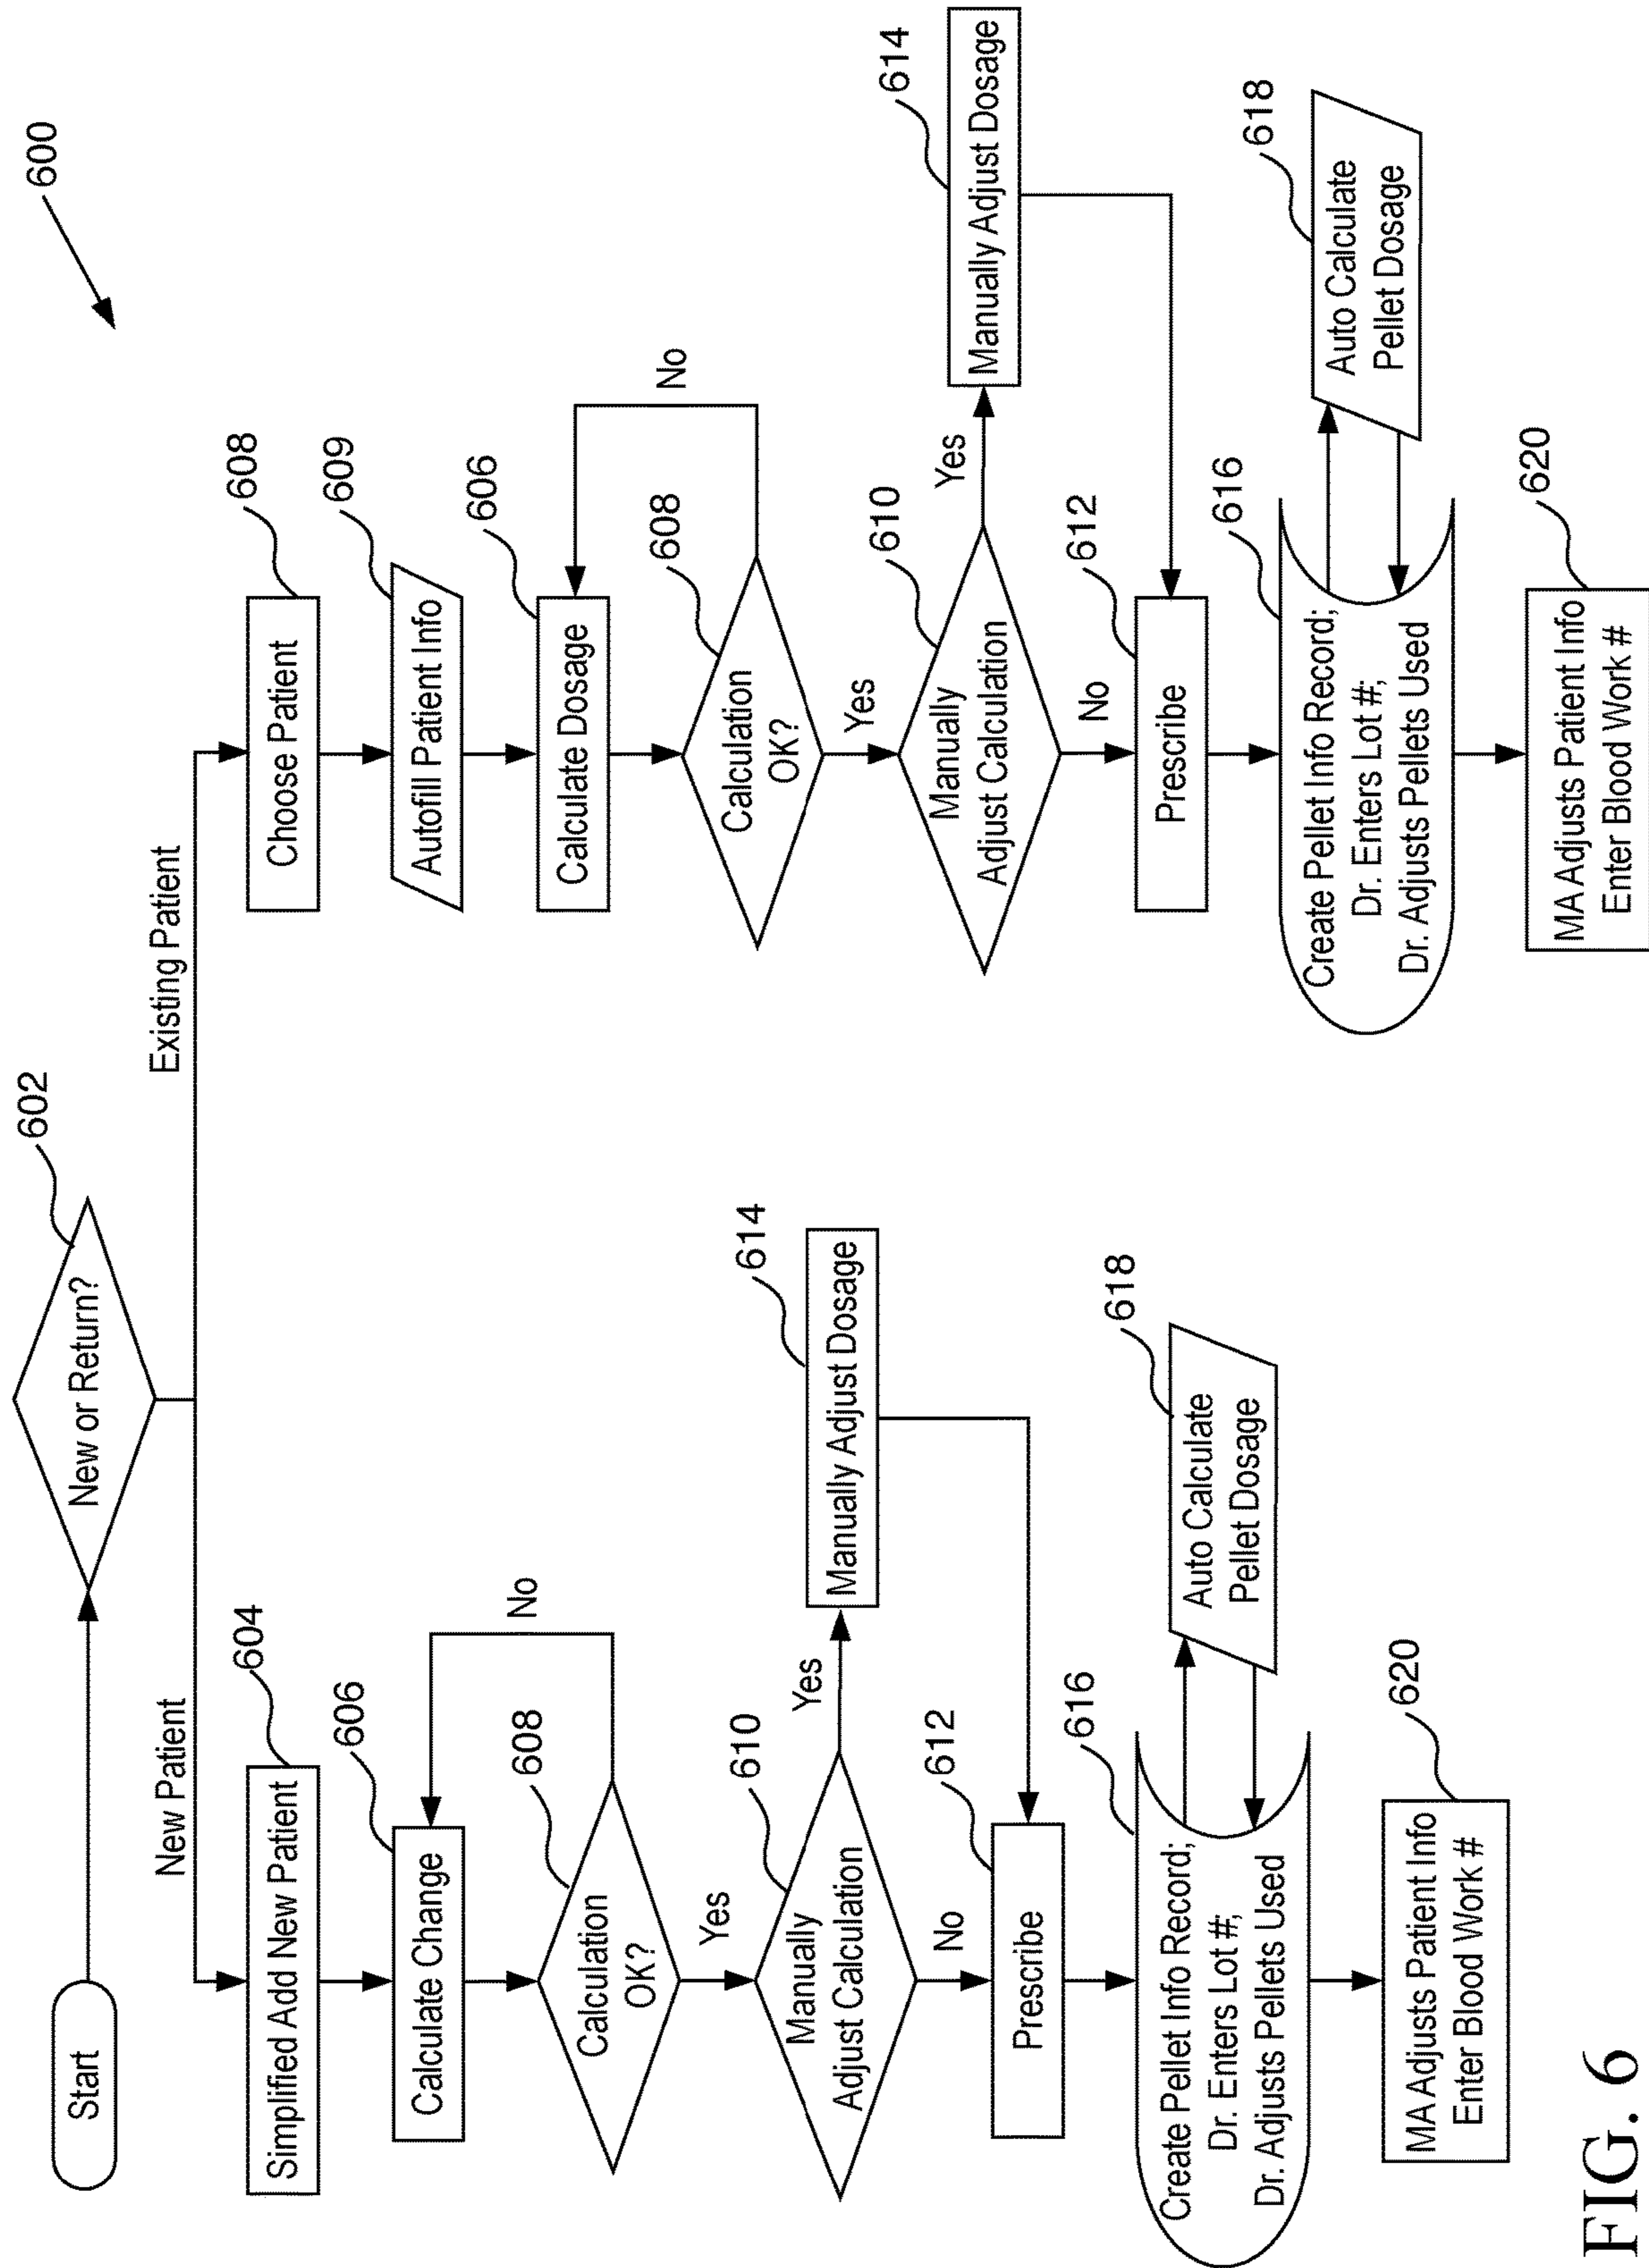 600
Start
New or Return?
602
New Patient
Existing Patient
Simplified Add New Patient
604
Calculate Change
606
No
Calculation
OK?
608
Yes
Manually
Adjust Calculation
610
Yes
Manually Adjust Dosage
614
No
Prescribe
612
Create Pellet Info Record;
Dr. Enters Lot #;
Dr. Adjusts Pellets Used
616
Auto Calculate
Pellet Dosage
618
MA Adjusts Patient Info
Enter Blood Work #
620
Choose Patient
608
Autofill Patient Info
609
Calculate Dosage
606
No
Calculation
OK?
608
Yes
Manually
Adjust Calculation
610
Yes
Manually Adjust Dosage
614
No
Prescribe
612
Create Pellet Info Record;
Dr. Enters Lot #;
Dr. Adjusts Pellets Used
616
Auto Calculate
Pellet Dosage
618
MA Adjusts Patient Info
Enter Blood Work #
620
FIG. 6